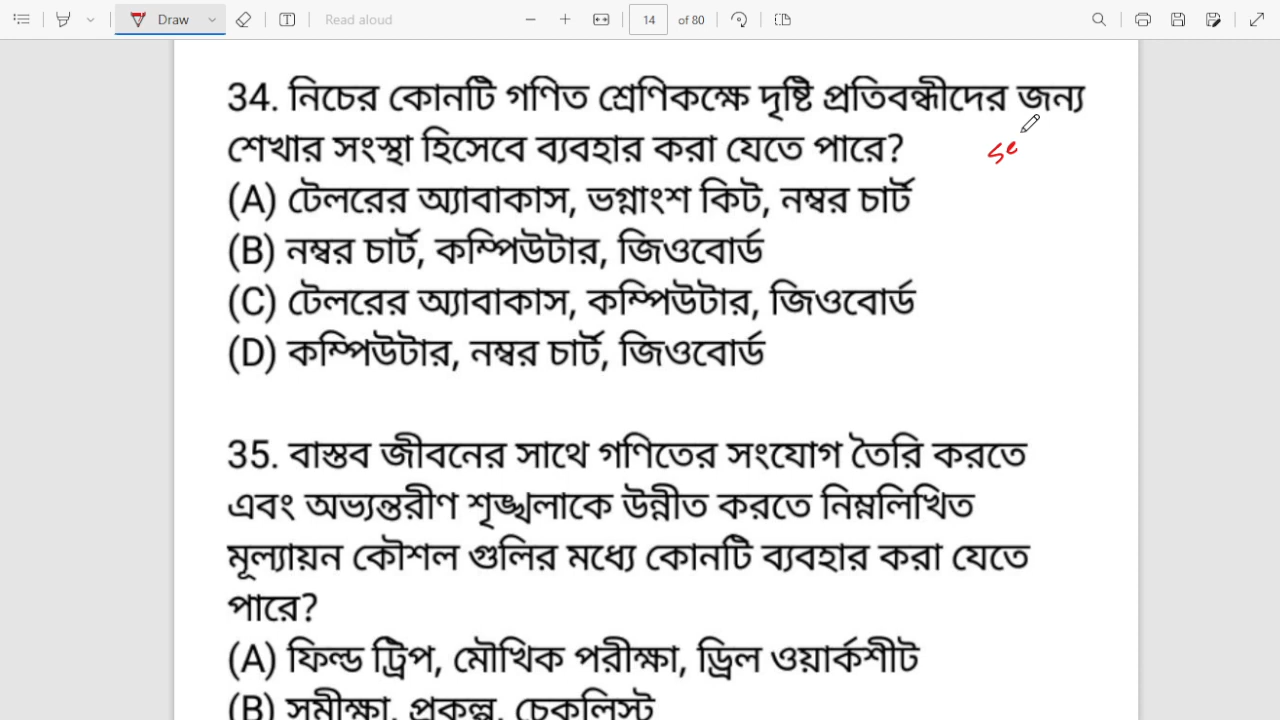 Draw
Read aloud
14
of 80
34. নিচের কোনটি গণিত শ্রেণিকক্ষে দৃষ্টি প্রতিবন্ধীদের জন্য
শেখার সংস্থা হিসেবে ব্যবহার করা যেতে পারে?
se
(A) টেলরের অ্যাবাকাস, ভগ্নাংশ কিট, নম্বর চার্ট
(B) নম্বর চার্ট, কম্পিউটার, জিওবোর্ড
(C) টেলরের অ্যাবাকাস, কম্পিউটার, জিওবোর্ড
(D) কম্পিউটার, নম্বর চার্ট, জিওবোর্ড
35. বাস্তব জীবনের সাথে গণিতের সংযোগ তৈরি করতে
এবং অভ্যন্তরীণ শৃঙ্খলাকে উন্নীত করতে নিম্নলিখিত
মূল্যায়ন কৌশল গুলির মধ্যে কোনটি ব্যবহার করা যেতে
পারে?
(A) ফিল্ড ট্রিপ, মৌখিক পরীক্ষা, ড্রিল ওয়ার্কশীট
(B) সমীক্ষা, প্রকল্প, চেকলিস্ট